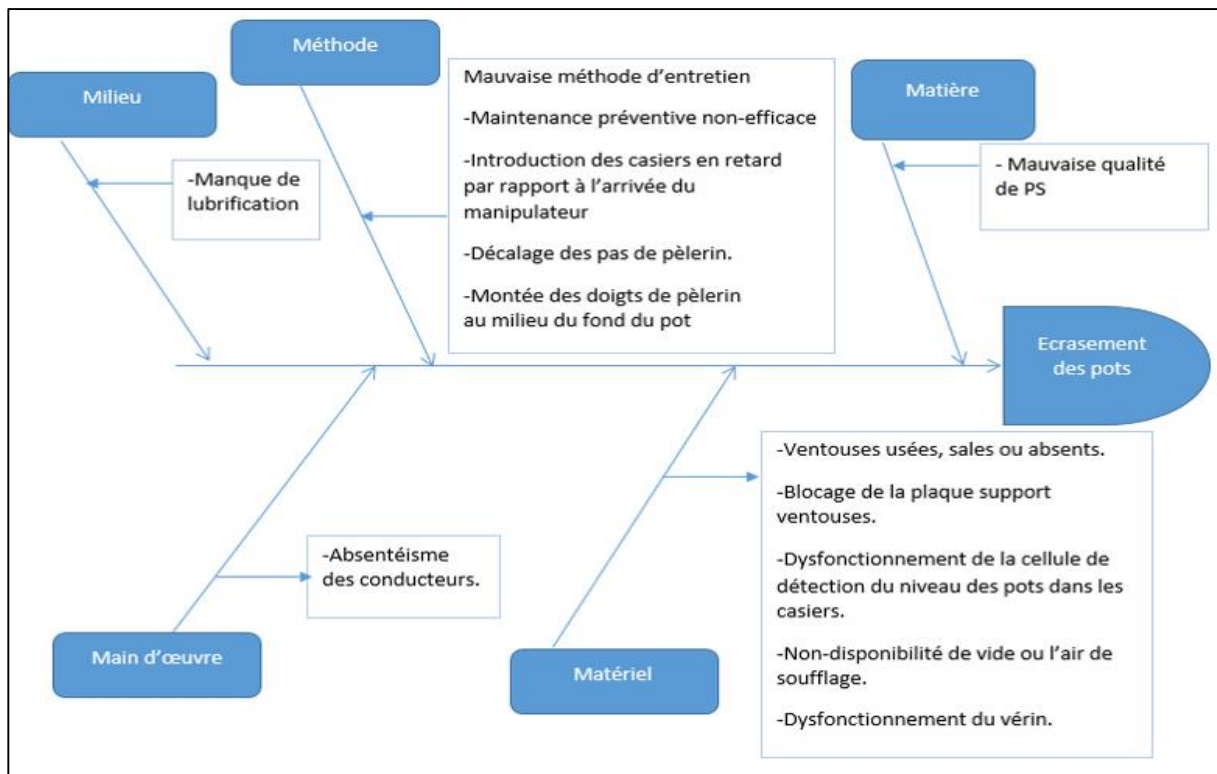 Milieu
-Manque de
lubrification
Méthode
Mauvaise méthode d'entretien
-Maintenance préventive non-efficace
-Introduction des casiers en retard
par rapport à l'arrivée du
manipulateur
-Décalage des pas de pèlerin.
-Montée des doigts de pèlerin
au milieu du fond du pot
Matière
- Mauvaise qualité
de PS
Ecrasement
des pots
Main d'œuvre
-Absentéisme
des conducteurs.
Matériel
-Ventouses usées, sales ou absents.
-Blocage de la plaque support
ventouses.
-Dysfonctionnement de la cellule de
détection du niveau des pots dans les
casiers.
-Non-disponibilité de vide ou l'air de
soufflage.
-Dysfonctionnement du vérin.